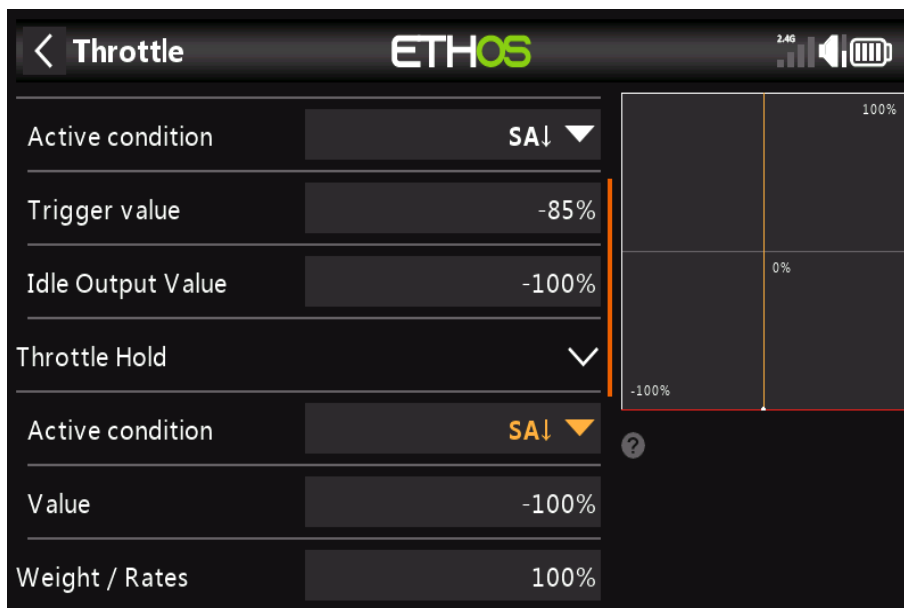 Throttle
ETHOS
2.4G
Active condition SA↓
Trigger value -85%
Idle Output Value -100%
Throttle Hold
Active condition SA↓
Value -100%
Weight / Rates 100%
100%
0%
-100%
?